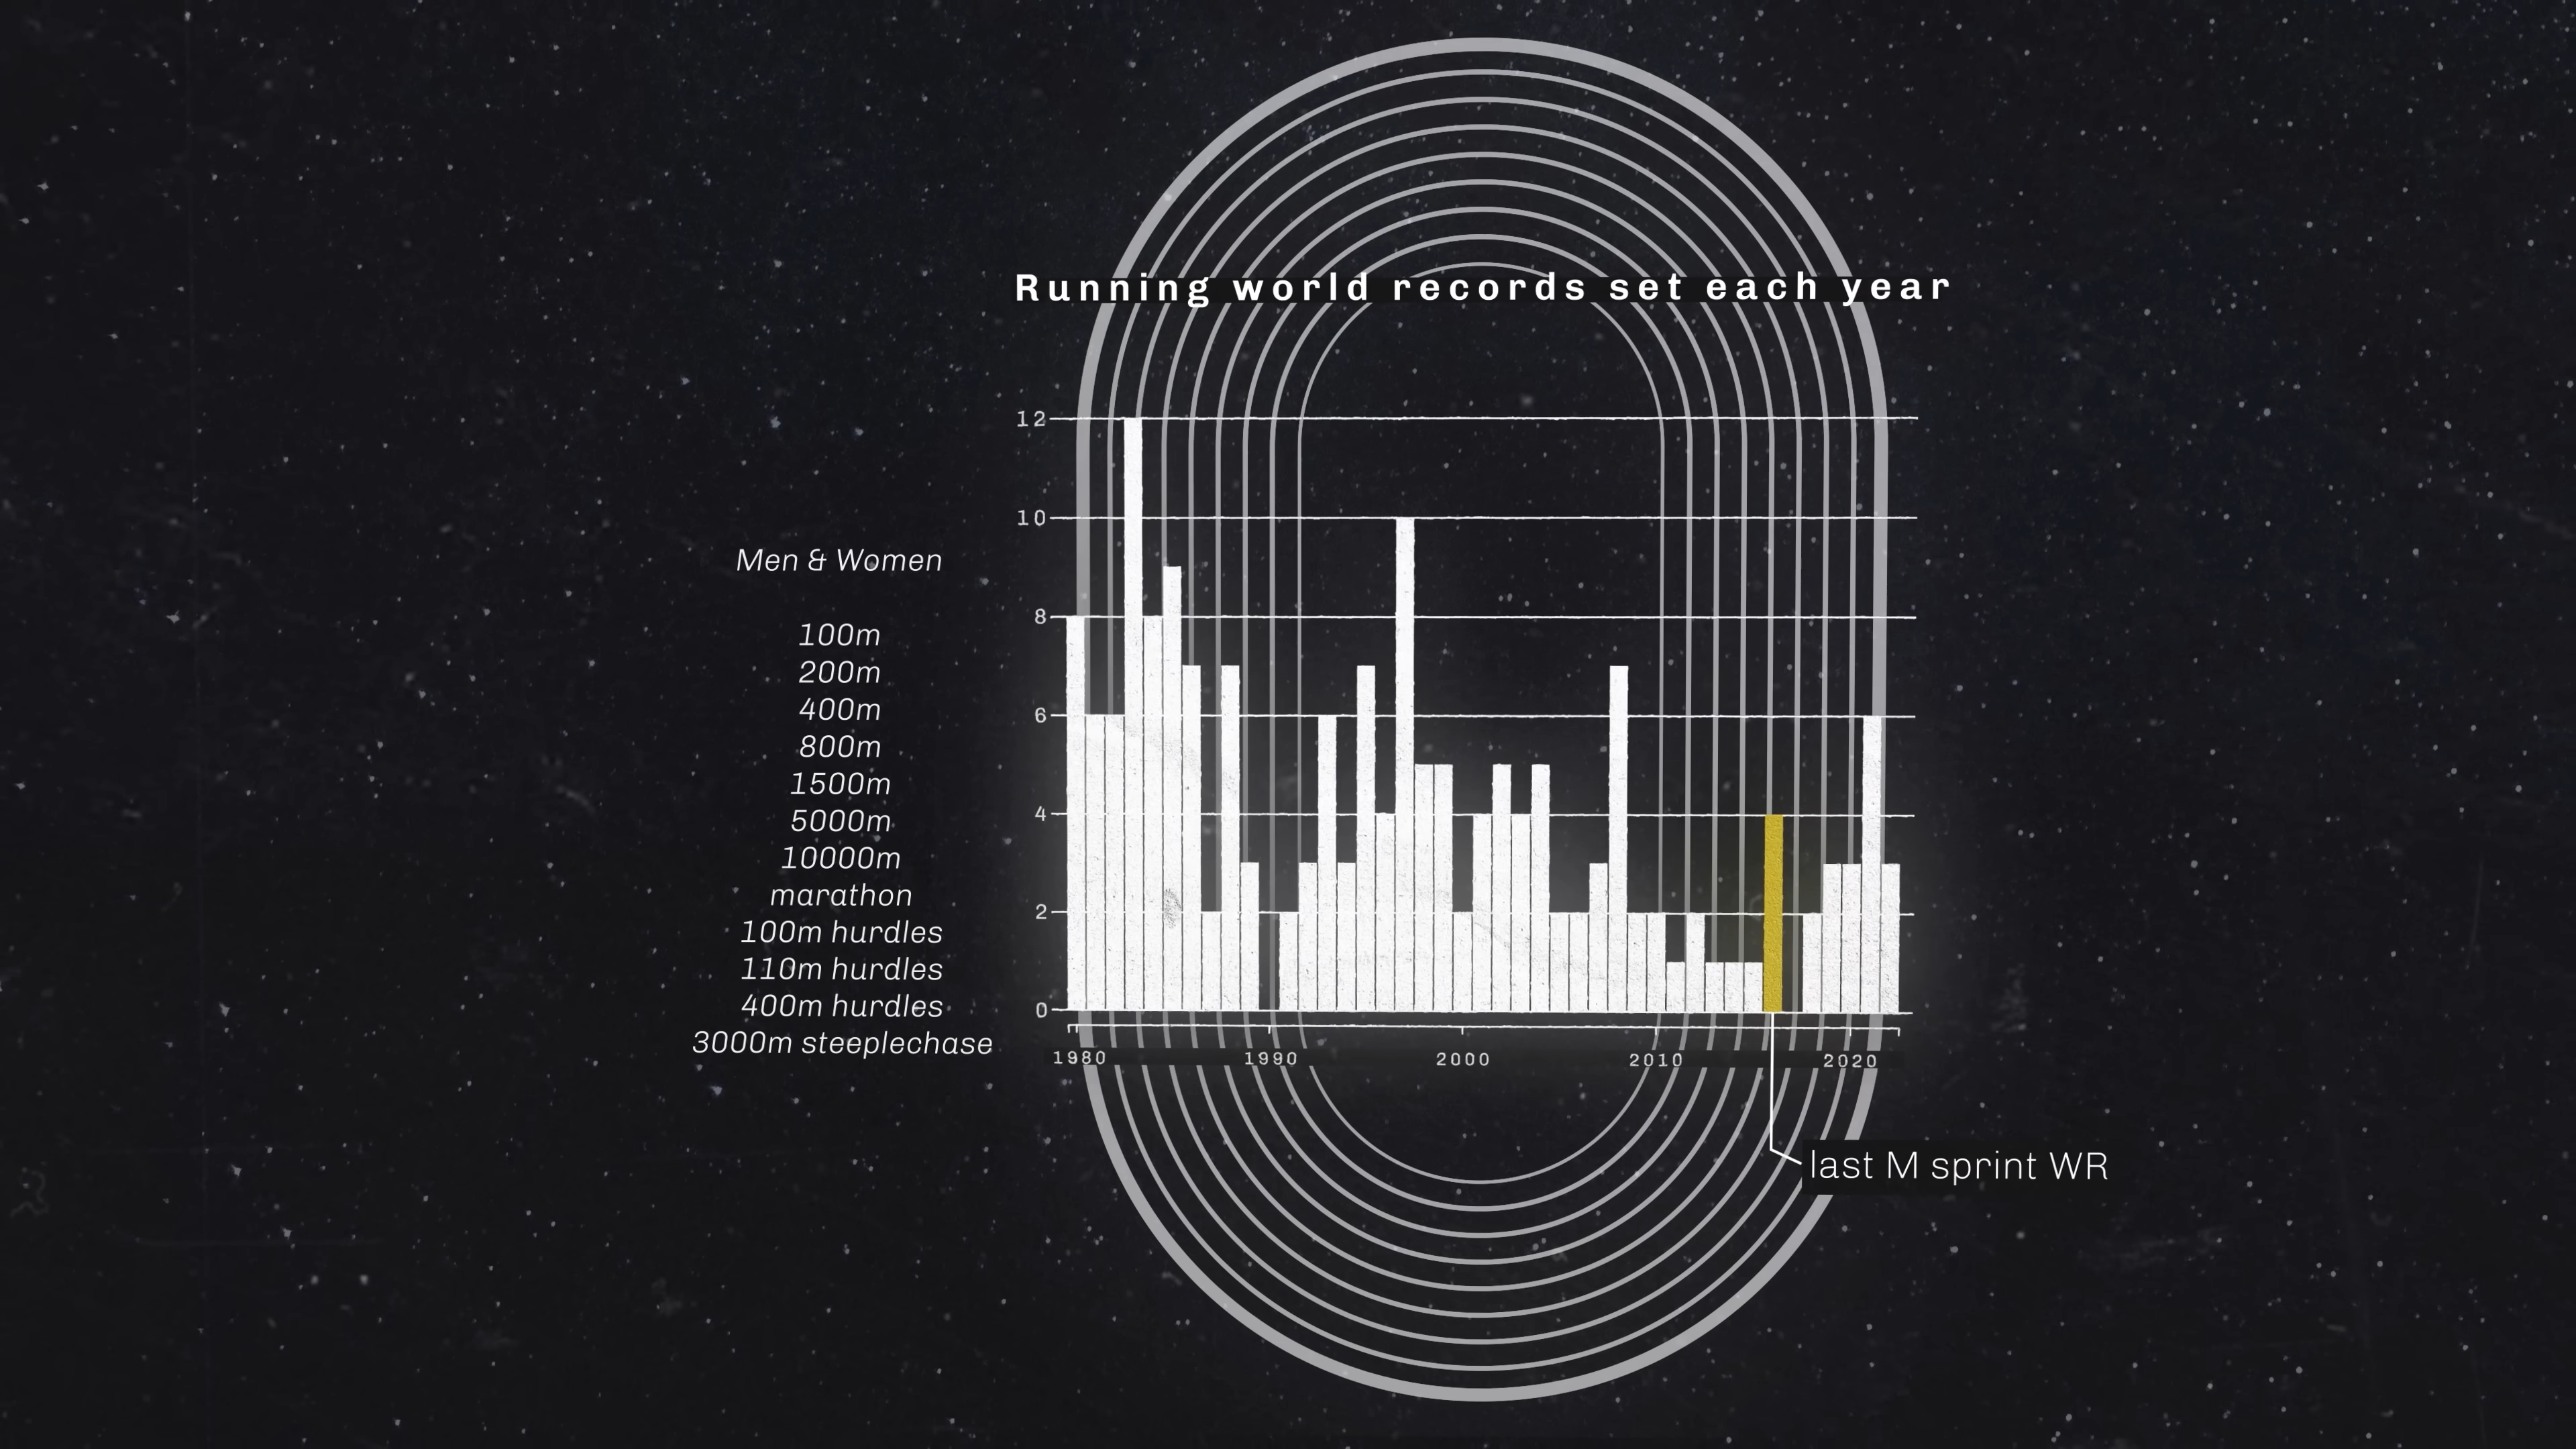 Running world records set each year
Men & Women
100m
200m
400m
800m
1500m
5000m
10000m
marathon
100m hurdles
110m hurdles
400m hurdles
3000m steeplechase
12
10
8
6
4
2
0
1980 1990 2000 2010 2020
last M sprint WR